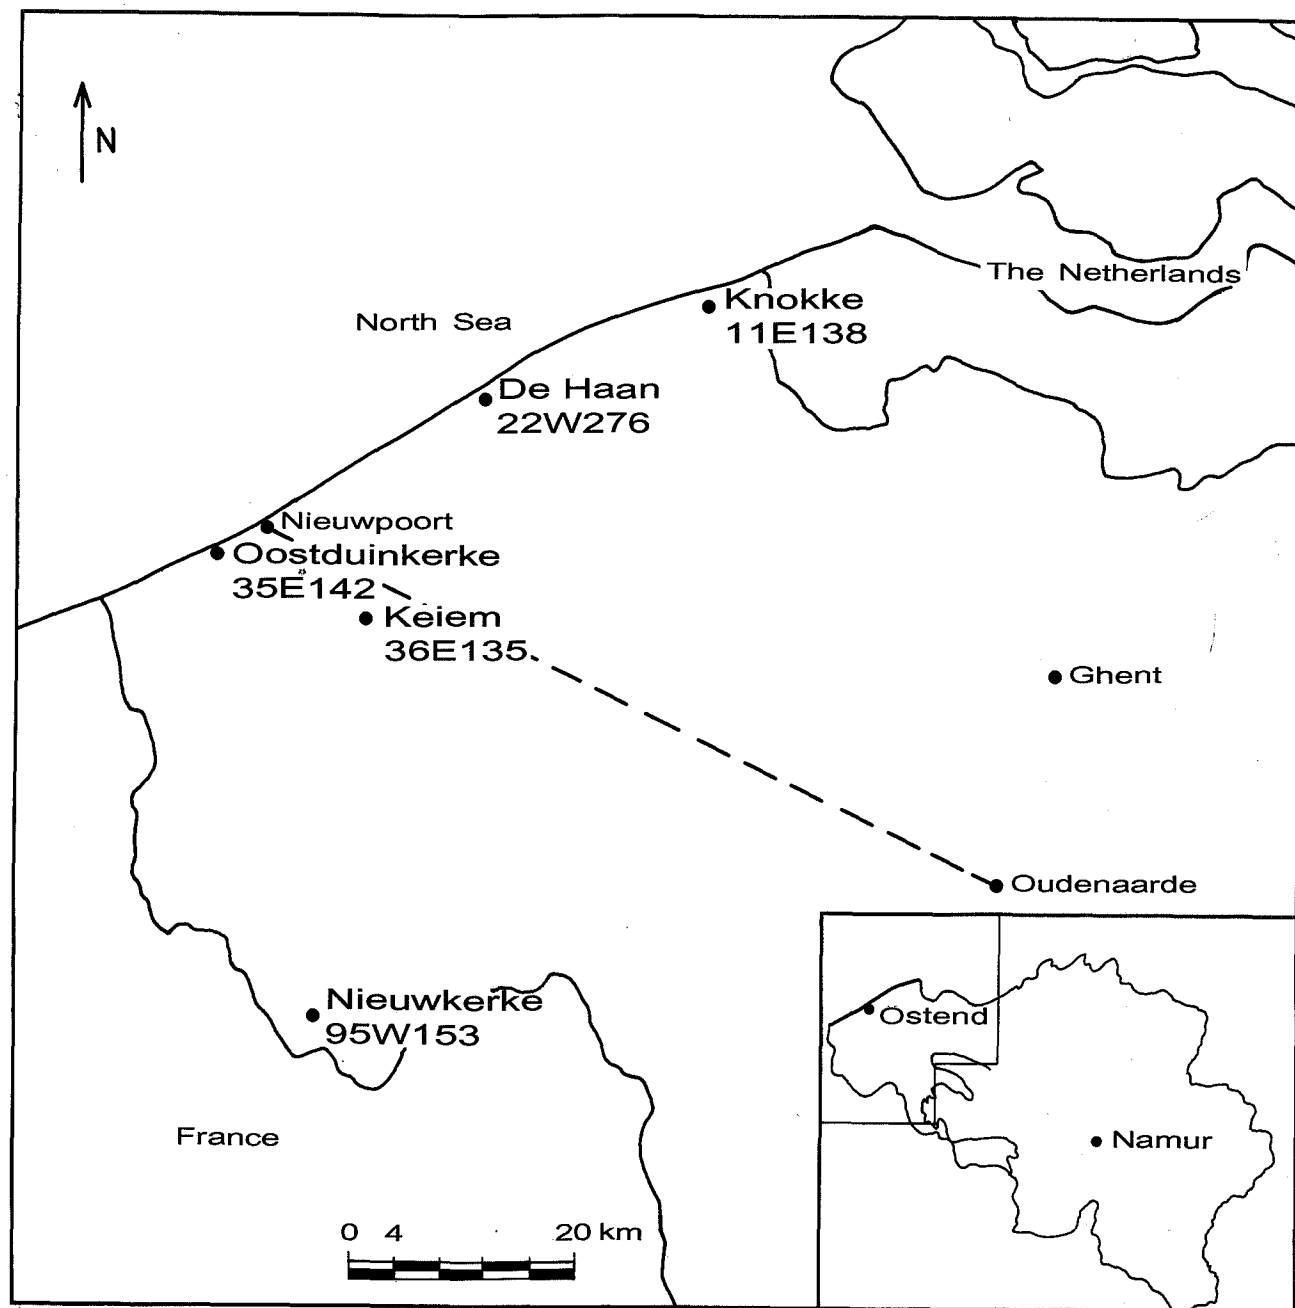 N
The Netherlands
Knokke
11E138
North Sea
De Haan
22W276
Nieuwpoort
Oostduinkerke
35E142
Keiem
36E135
Ghent
Oudenaarde
Nieuwkerke
95W153
Ostend
France
Namur
0 4 20 km